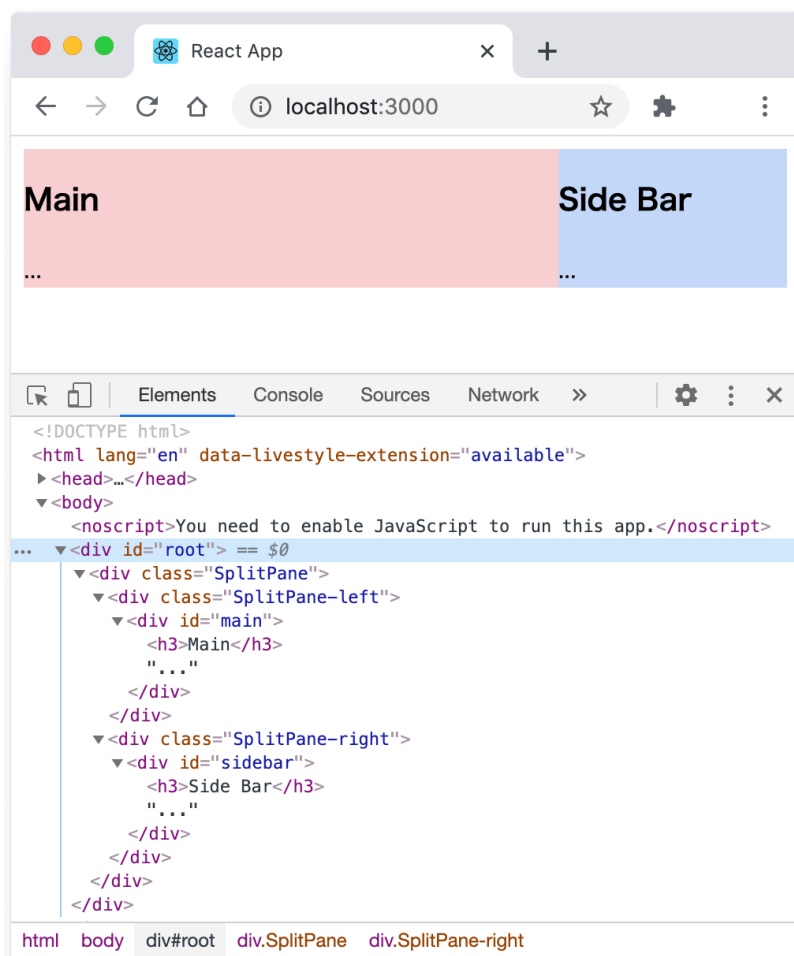 React App
localhost:3000
Main
Side Bar
...
...
Elements Console Sources Network »
<!DOCTYPE html>
<html lang="en" data-livestyle-extension="available">
<head>…</head>
<body>
<noscript>You need to enable JavaScript to run this app.</noscript>
... <div id="root"> == $0
<div class="SplitPane">
<div class="SplitPane-left">
<div id="main">
<h3>Main</h3>
"..."
</div>
</div>
<div class="SplitPane-right">
<div id="sidebar">
<h3>Side Bar</h3>
"..."
</div>
</div>
</div>
</div>
html body div#root div.SplitPane div.SplitPane-right